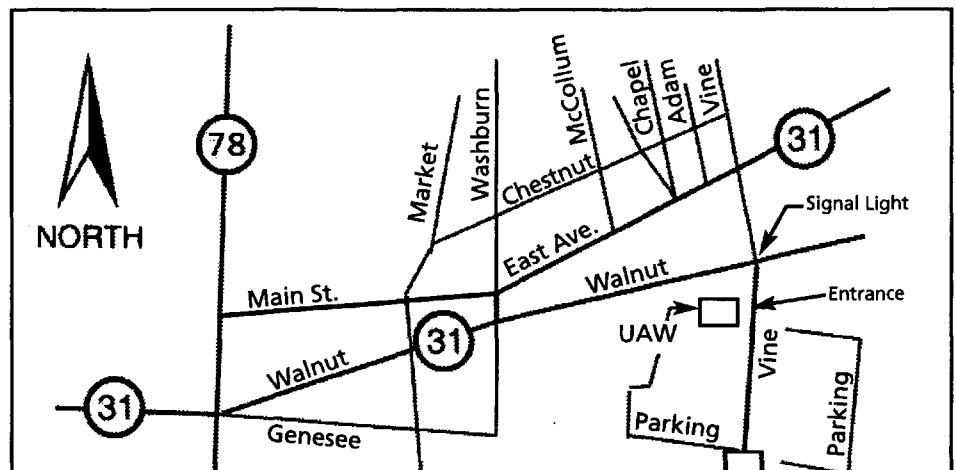 78
NORTH
Market
Washburn
McCollum
Chapel
Adam
Vine
31
Chestnut
Signal Light
East Ave.
Walnut
Main St.
Entrance
31
UAW
Vine
Walnut
31
Parking
Parking
Genesee